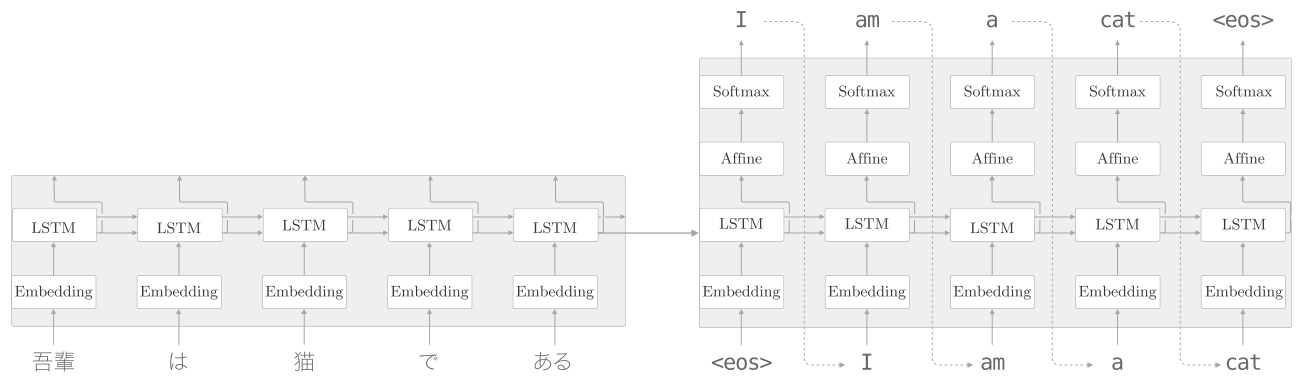 I am a cat <eos>
Softmax Softmax Softmax Softmax Softmax
Affine Affine Affine Affine Affine
LSTM LSTM LSTM LSTM LSTM LSTM LSTM LSTM LSTM LSTM
Embedding Embedding Embedding Embedding Embedding Embedding Embedding Embedding Embedding Embedding
吾輩 は 猫 で ある <eos> I am a cat